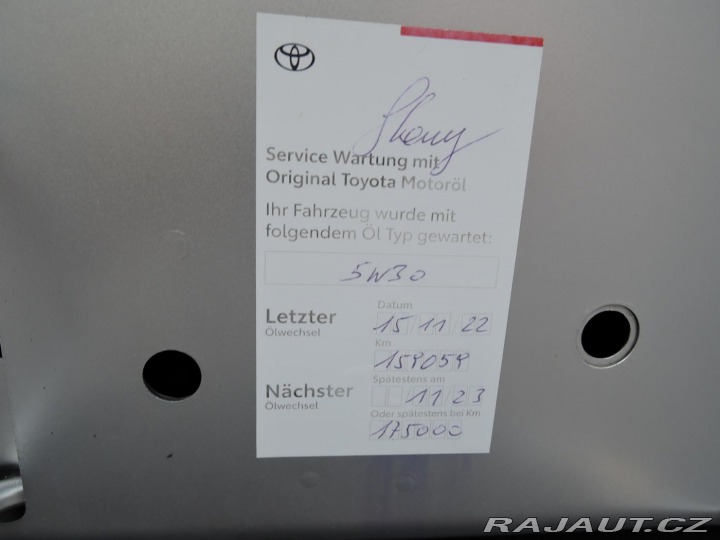 Service Wartung mit
Original Toyota Motoröl
Ihr Fahrzeug wurde mit
folgendem Öl Typ gewartet:
5W30
Letzter
Ölwechsel
Datum
15 11 22
Km
159059
Nächster
Ölwechsel
Spätestens am
11 23
Oder spätestens bei Km
175000
RAJAUT.CZ